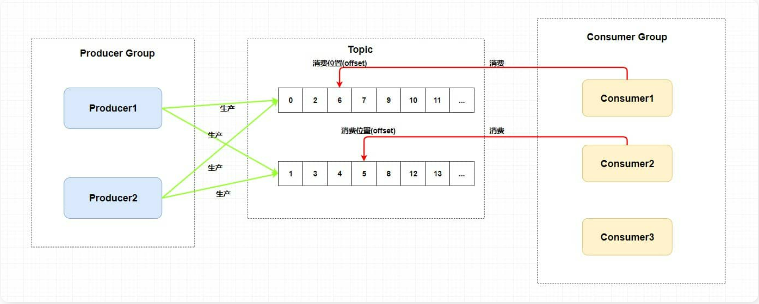 Producer Group
Producer1
Producer2
生产
生产
生产
生产
Topic
消费位置(offset)
0 2 6 7 9 10 11 ...
消费位置(offset)
1 3 4 5 8 12 13 ...
消费
消费
Consumer Group
Consumer1
Consumer2
Consumer3